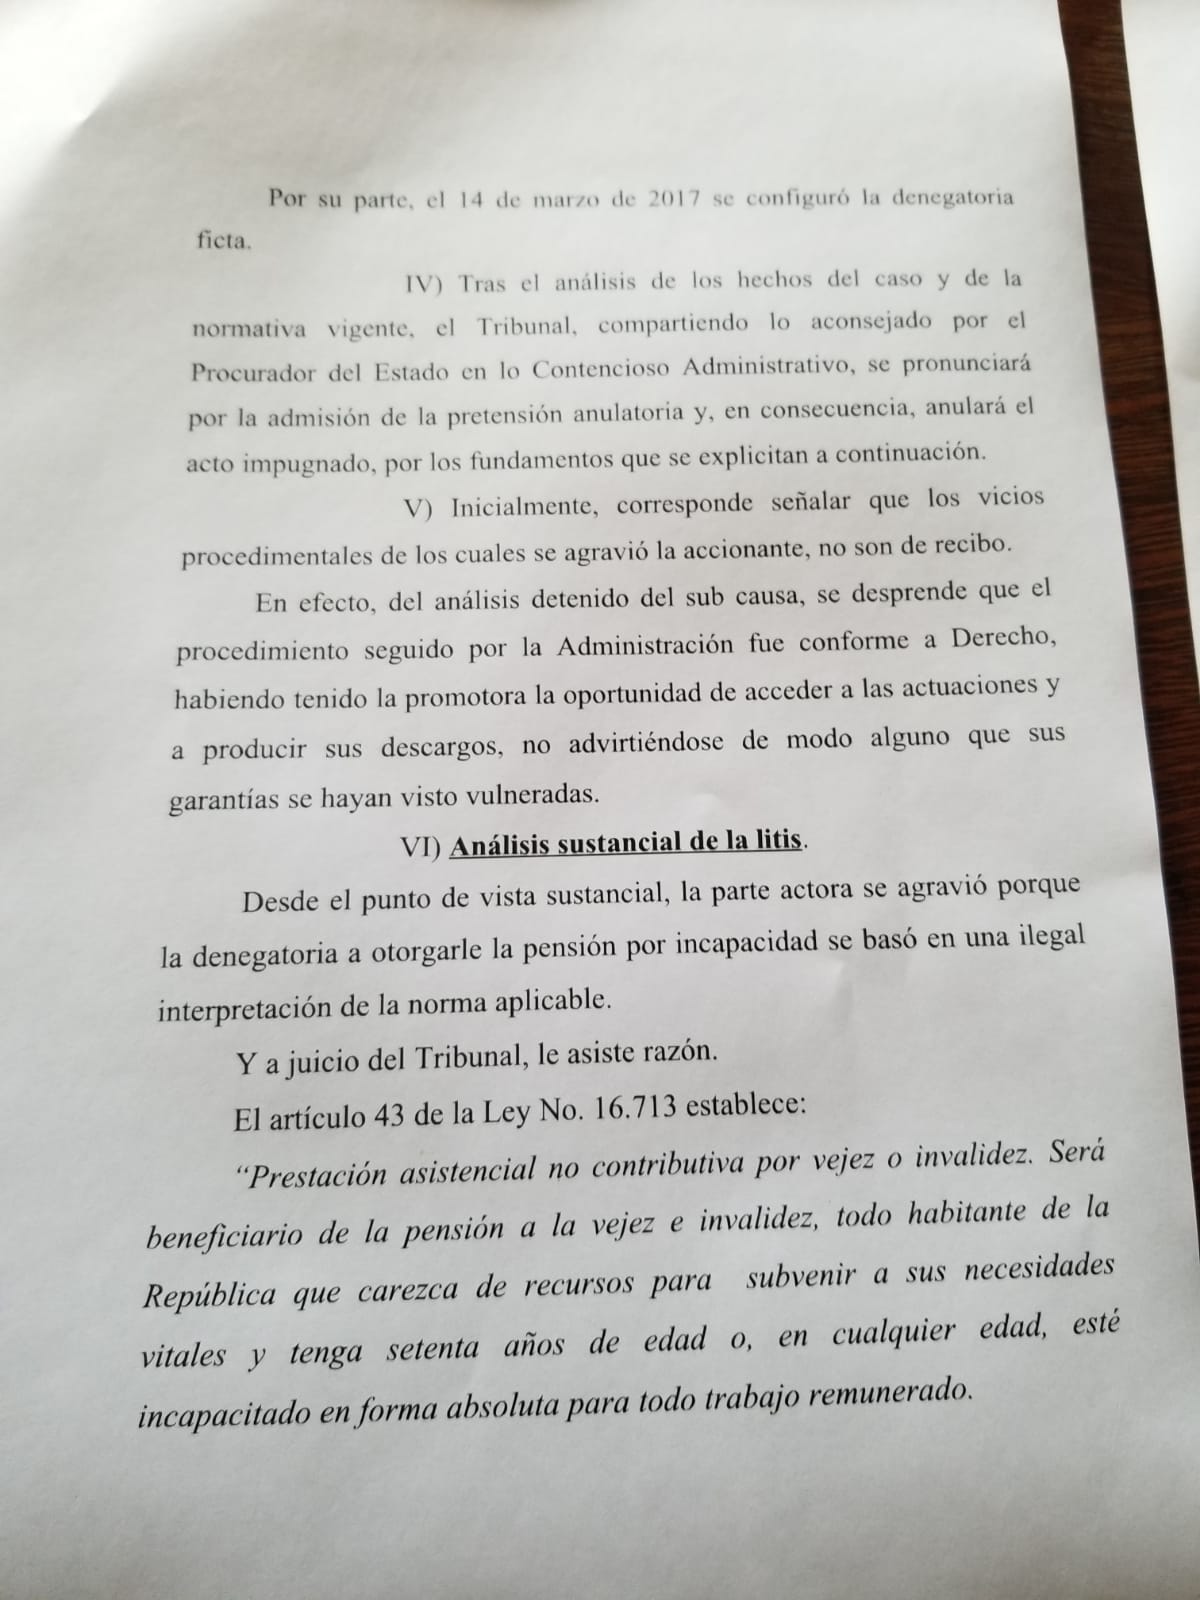 Por su parte, el 14 de marzo de 2017 se configuró la denegatoria
ficta.
IV) Tras el análisis de los hechos del caso y de la
normativa vigente, el Tribunal, compartiendo lo aconsejado por el
Procurador del Estado en lo Contencioso Administrativo, se pronunciará
por la admisión de la pretensión anulatoria y, en consecuencia, anulará el
acto impugnado, por los fundamentos que se explicitan a continuación.
V) Inicialmente, corresponde señalar que los vicios
procedimentales de los cuales se agravió la accionante, no son de recibo.
En efecto, del análisis detenido del sub causa, se desprende que el
procedimiento seguido por la Administración fue conforme a Derecho,
habiendo tenido la promotora la oportunidad de acceder a las actuaciones y
a producir sus descargos, no advirtiéndose de modo alguno que sus
garantías se hayan visto vulneradas.
VI) Análisis sustancial de la litis.
Desde el punto de vista sustancial, la parte actora se agravió porque
la denegatoria a otorgarle la pensión por incapacidad se basó en una ilegal
interpretación de la norma aplicable.
Y a juicio del Tribunal, le asiste razón.
El artículo 43 de la Ley No. 16.713 establece:
“Prestación asistencial no contributiva por vejez o invalidez. Será
beneficiario de la pensión a la vejez e invalidez, todo habitante de la
República que carezca de recursos para subvenir a sus necesidades
vitales y tenga setenta años de edad o, en cualquier edad, esté
incapacitado en forma absoluta para todo trabajo remunerado.